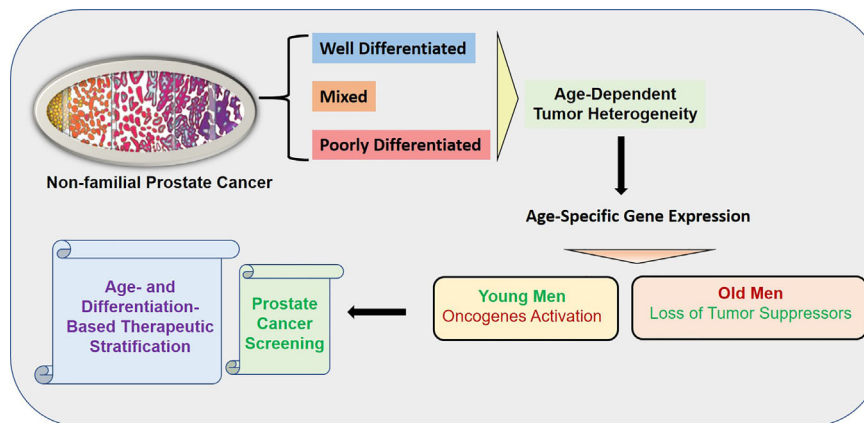 Non-familial Prostate Cancer
Well Differentiated
Mixed
Poorly Differentiated
Age-Dependent
Tumor Heterogeneity
Age-Specific Gene Expression
Young Men
Oncogenes Activation
Old Men
Loss of Tumor Suppressors
Prostate
Cancer
Screening
Age- and
Differentiation-
Based Therapeutic
Stratification